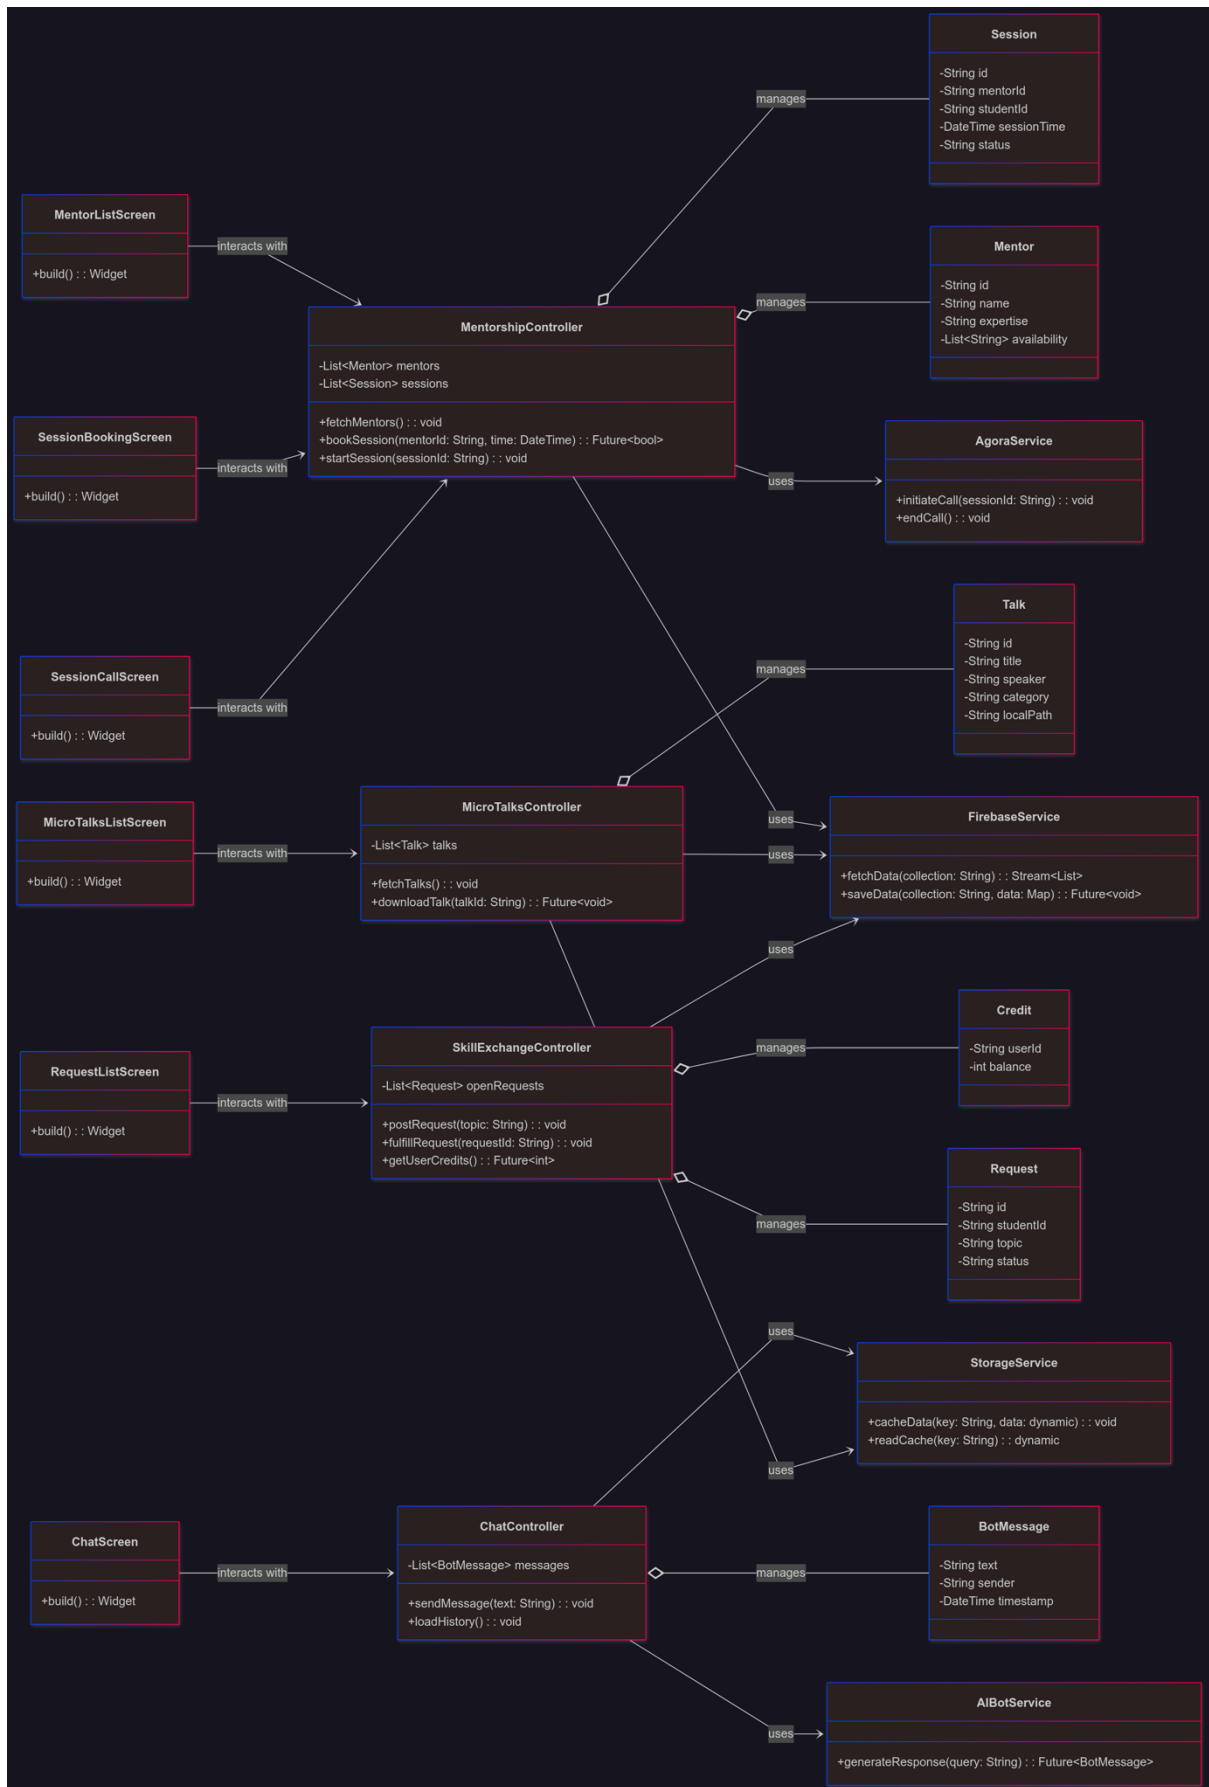 Session
-String id
-String mentorId
-String studentId
-DateTime sessionTime
-String status
manages
MentorListScreen
+build() : : Widget
interacts with
Mentor
-String id
-String name
-String expertise
-List<String> availability
manages
MentorshipController
-List<Mentor> mentors
-List<Session> sessions
+fetchMentors() : : void
+bookSession(mentorId: String, time: DateTime) : : Future<bool>
+startSession(sessionId: String) : : void
SessionBookingScreen
+build() : : Widget
interacts with
AgoraService
+initiateCall(sessionId: String) : : void
+endCall() : : void
uses
Talk
-String id
-String title
-String speaker
-String category
-String localPath
manages
SessionCallScreen
+build() : : Widget
interacts with
MicroTalksListScreen
+build() : : Widget
interacts with
MicroTalksController
-List<Talk> talks
+fetchTalks() : : void
+downloadTalk(talkId: String) : : Future<void>
uses
uses
FirebaseService
+fetchData(collection: String) : : Stream<List>
+saveData(collection: String, data: Map) : : Future<void>
uses
Credit
-String userId
-int balance
manages
RequestListScreen
+build() : : Widget
interacts with
SkillExchangeController
-List<Request> openRequests
+postRequest(topic: String) : : void
+fulfillRequest(requestId: String) : : void
+getUserCredits() : : Future<int>
Request
-String id
-String studentId
-String topic
-String status
manages
uses
StorageService
+cacheData(key: String, data: dynamic) : : void
+readCache(key: String) : : dynamic
uses
ChatScreen
+build() : : Widget
interacts with
ChatController
-List<BotMessage> messages
+sendMessage(text: String) : : void
+loadHistory() : : void
manages
BotMessage
-String text
-String sender
-DateTime timestamp
uses
AIBotService
+generateResponse(query: String) : : Future<BotMessage>